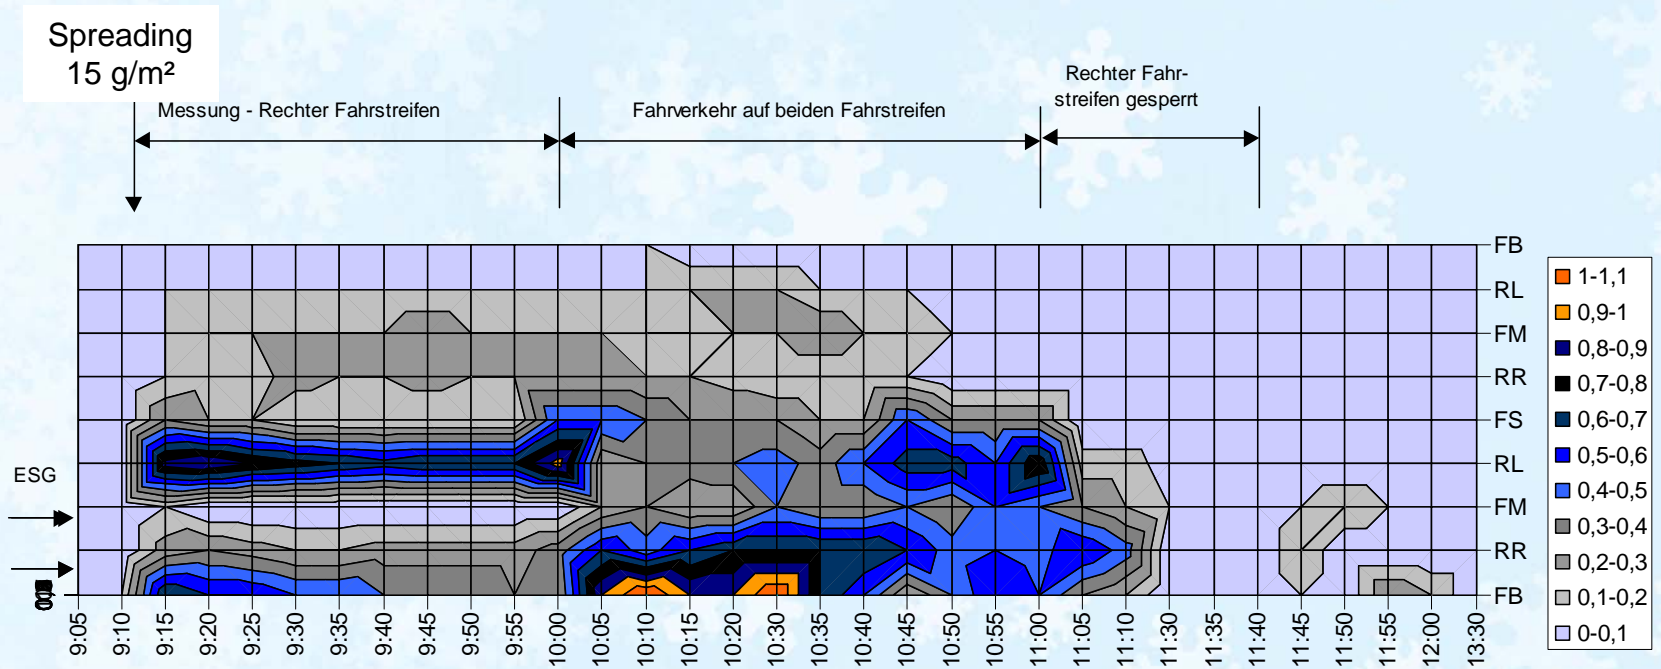 Spreading
15 g/m²
Messung - Rechter Fahrstreifen
Fahrverkehr auf beiden Fahrstreifen
Rechter Fahr-
streifen gesperrt
ESG
FB
RL
FM
RR
FS
RL
FM
RR
FB
1-1,1
0,9-1
0,8-0,9
0,7-0,8
0,6-0,7
0,5-0,6
0,4-0,5
0,3-0,4
0,2-0,3
0,1-0,2
0-0,1
9:05
9:10
9:15
9:20
9:25
9:30
9:35
9:40
9:45
9:50
9:55
10:00
10:05
10:10
10:15
10:20
10:30
10:35
10:40
10:45
10:50
10:55
11:00
11:05
11:10
11:30
11:35
11:40
11:45
11:50
11:55
12:00
13:30